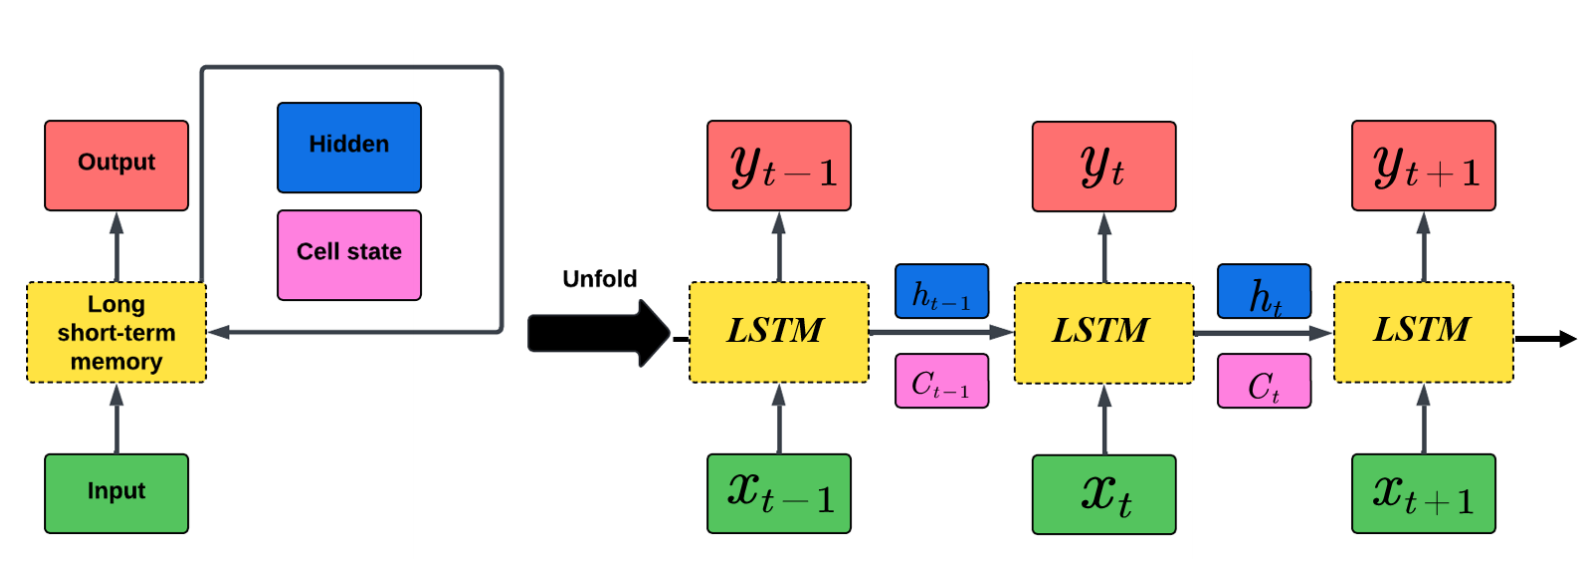 Output
Hidden
Cell state
Long
short-term
memory
Input
Unfold
y_{t-1}
y_t
y_{t+1}
LSTM
h_{t-1}
C_{t-1}
LSTM
h_t
C_t
LSTM
x_{t-1}
x_t
x_{t+1}